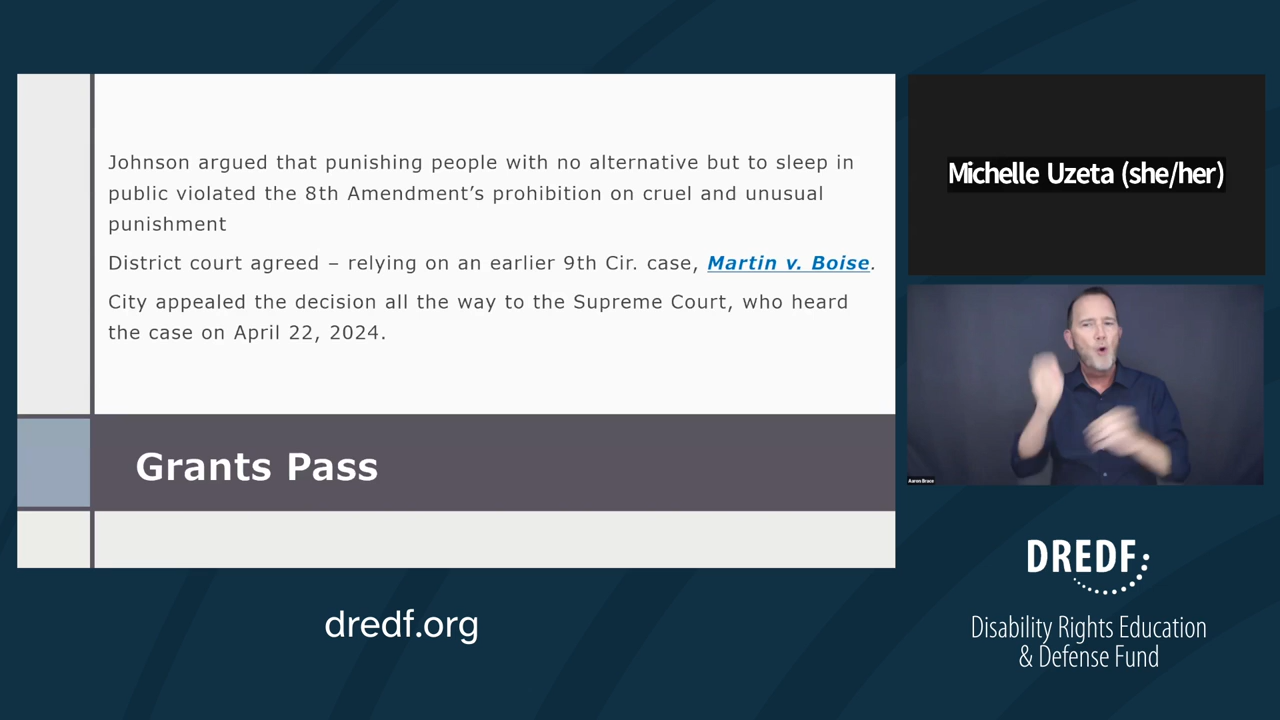 Johnson argued that punishing people with no alternative but to sleep in
public violated the 8th Amendment’s prohibition on cruel and unusual
punishment
District court agreed – relying on an earlier 9th Cir. case, Martin v. Boise.
City appealed the decision all the way to the Supreme Court, who heard
the case on April 22, 2024.
Grants Pass
Michelle Uzeta (she/her)
Aaron Brace
DREDF
Disability Rights Education
& Defense Fund
dredf.org